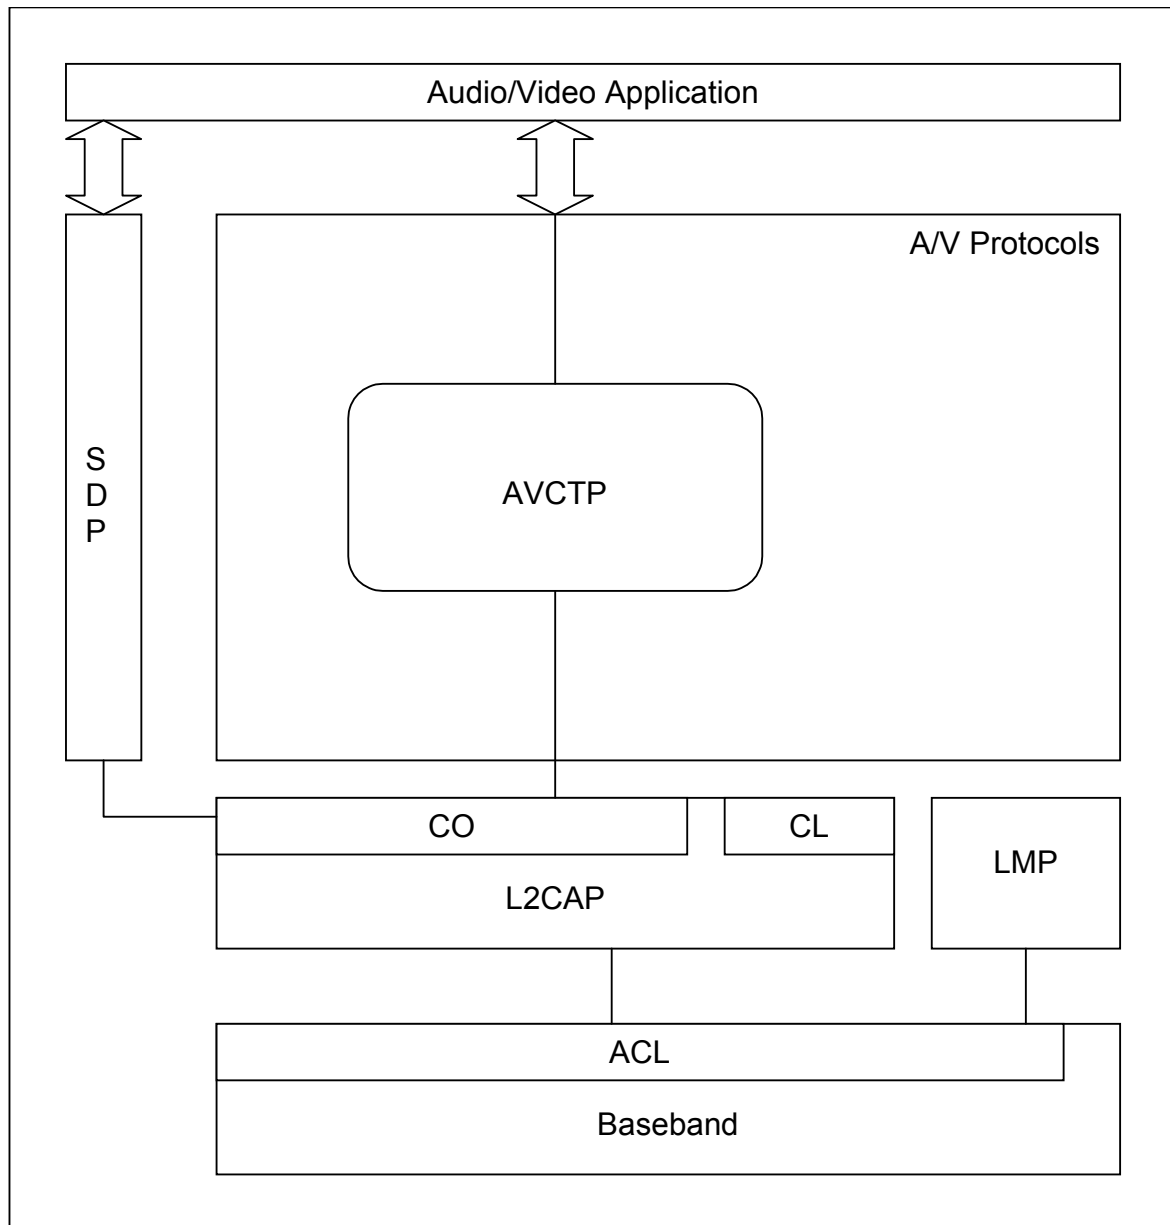 Audio/Video Application
A/V Protocols
S
D
P
AVCTP
CO
CL
LMP
L2CAP
ACL
Baseband